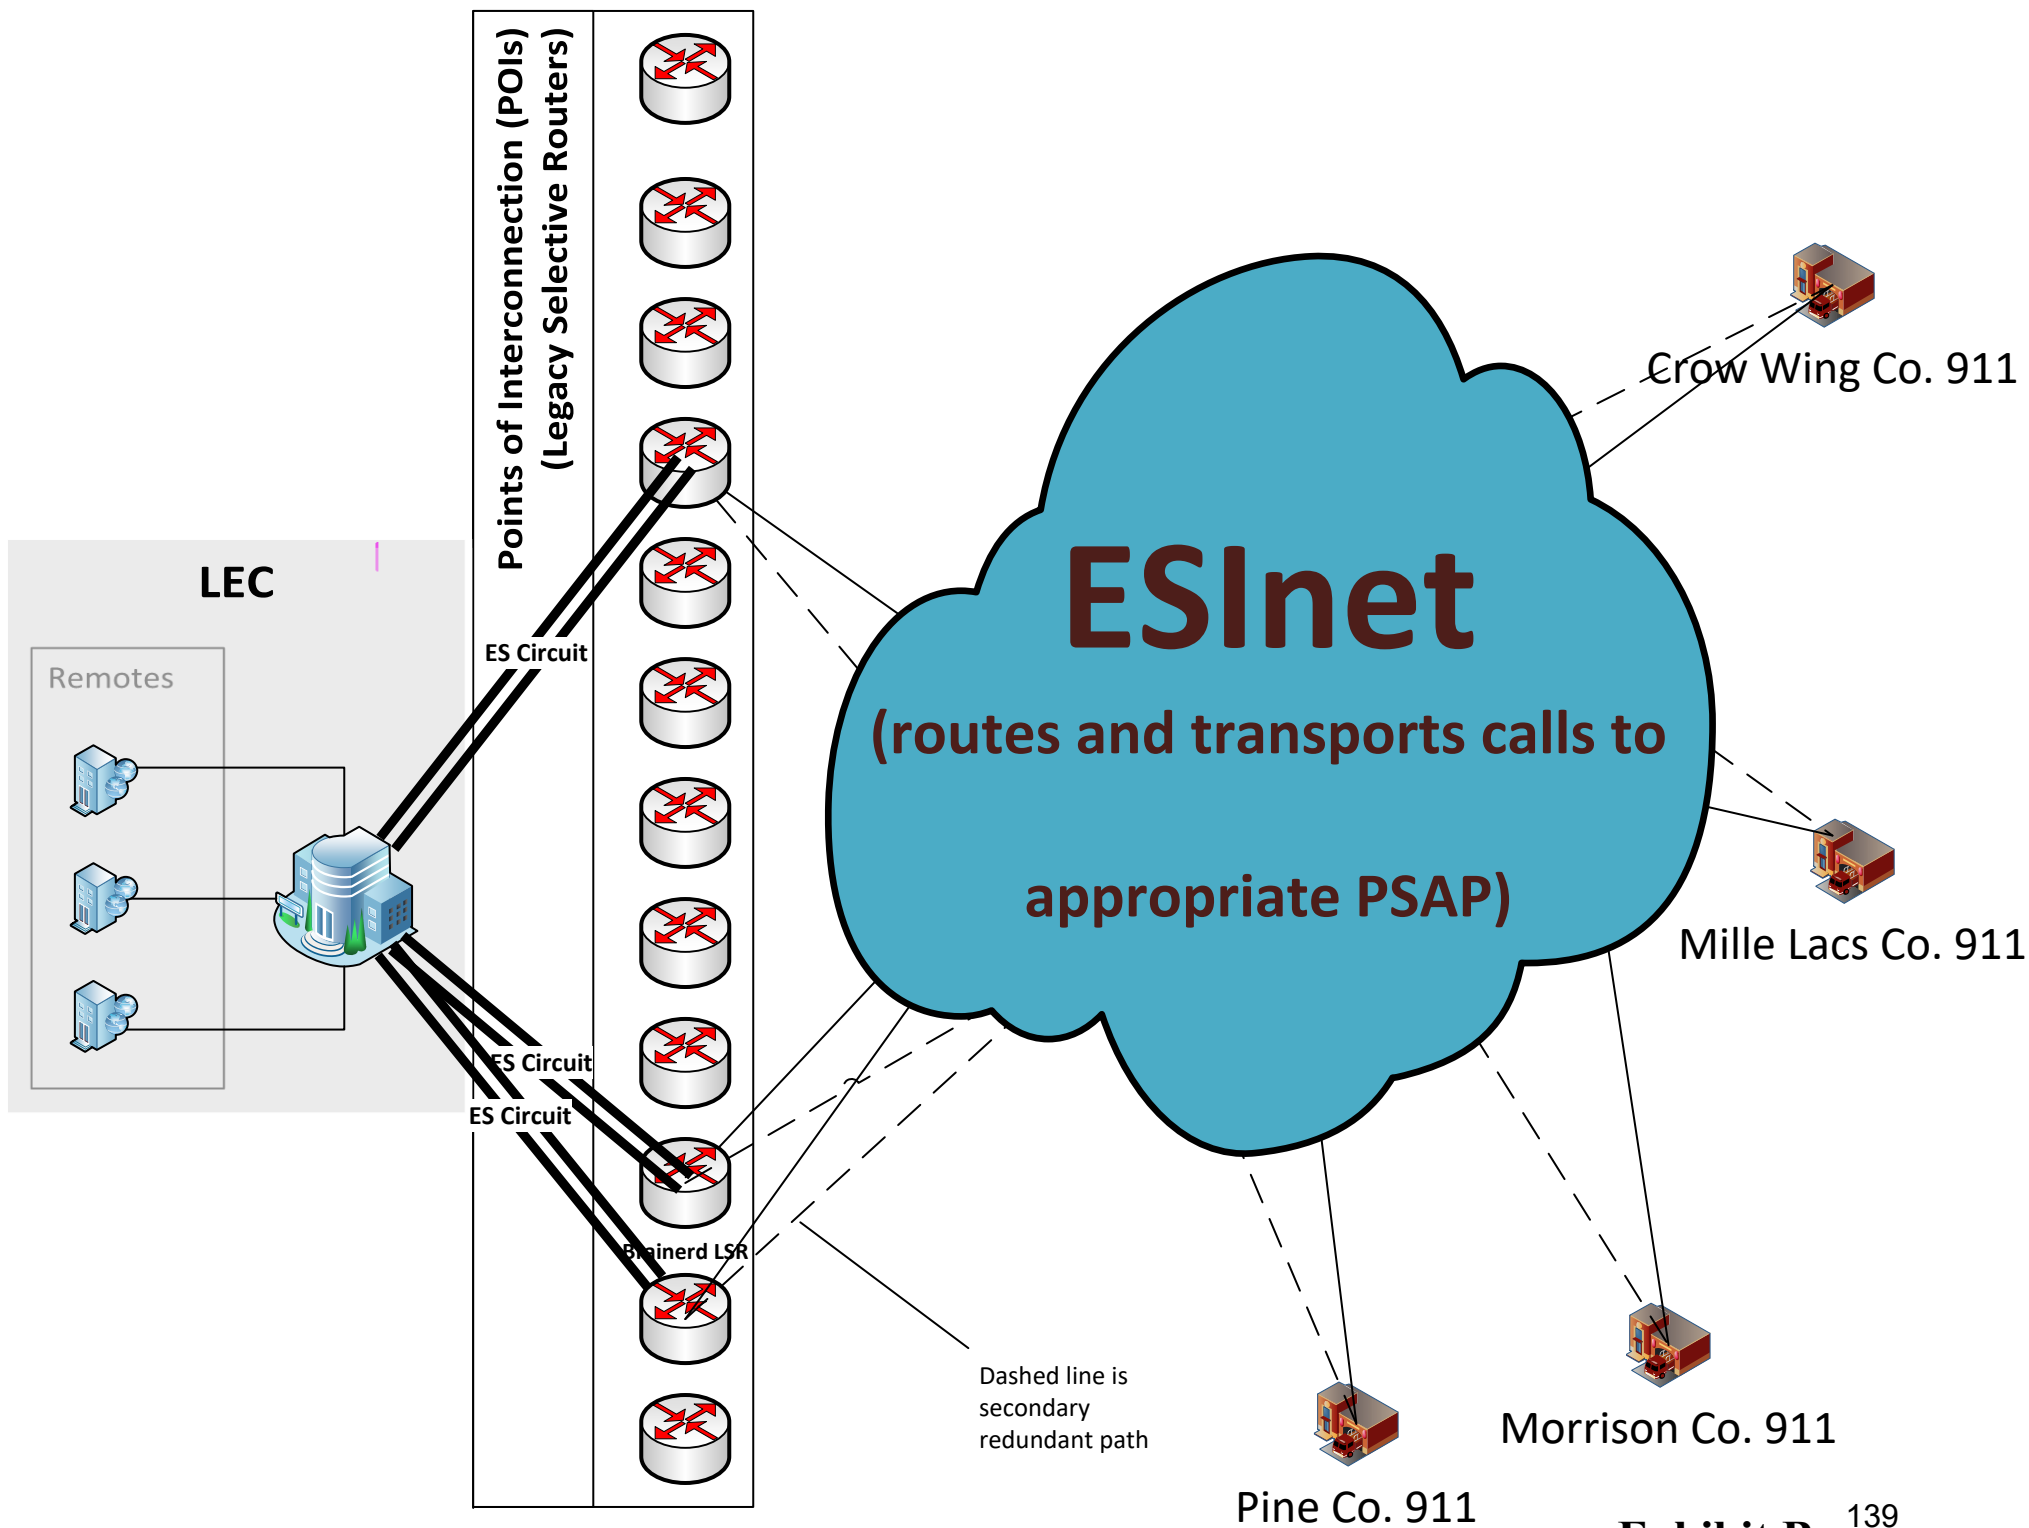 Points of Interconnection (POIs)
(Legacy Selective Routers)
LEC
Remotes
ES Circuit
ES Circuit
ES Circuit
Brainerd LSR
ESInet
(routes and transports calls to
appropriate PSAP)
Crow Wing Co. 911
Mille Lacs Co. 911
Morrison Co. 911
Pine Co. 911
Dashed line is
secondary
redundant path
139